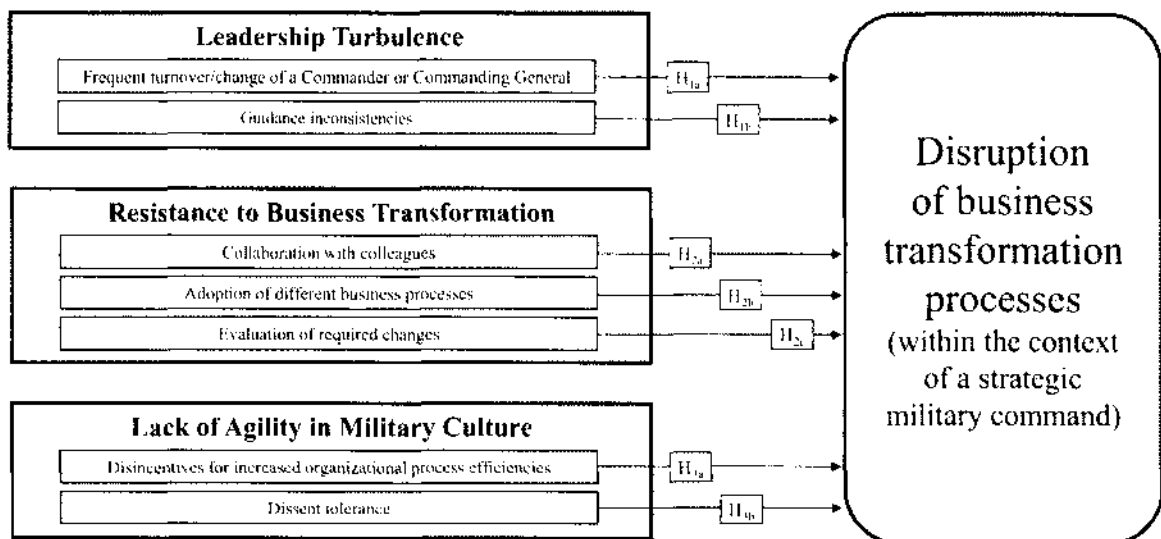 Leadership Turbulence
Frequent turnover/change of a Commander or Commanding General
H1a
Guidance inconsistencies
H1b
Resistance to Business Transformation
Collaboration with colleagues
H2a
Adoption of different business processes
H2b
Evaluation of required changes
H2c
Lack of Agility in Military Culture
Disincentives for increased organizational process efficiencies
H3a
Dissent tolerance
H3b
Disruption
of business
transformation
processes
(within the context
of a strategic
military command)